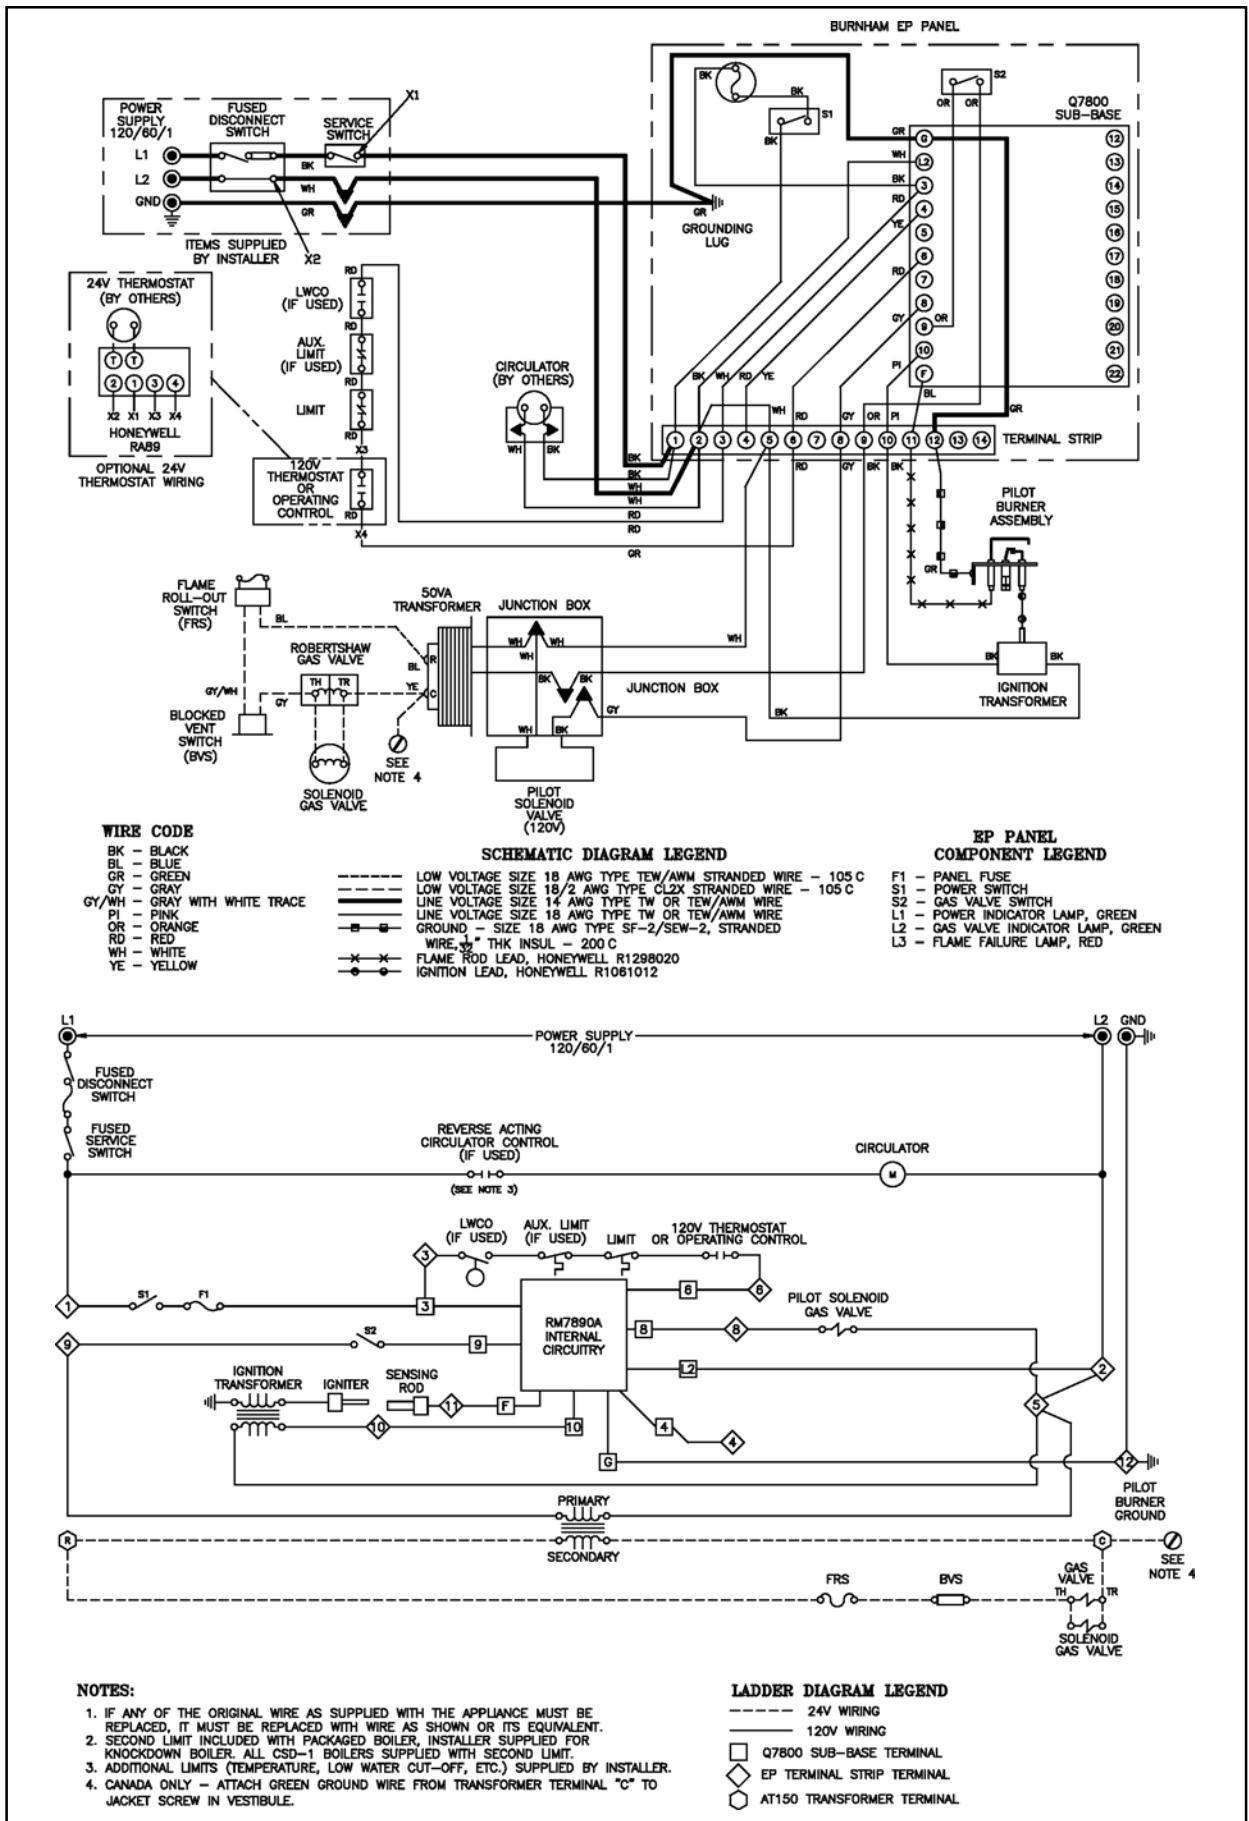 BURNHAM EP PANEL
X1
POWER
SUPPLY
120/60/1
FUSED
DISCONNECT
SWITCH
SERVICE
SWITCH
L1
L2
GND
BK
WH
GR
ITEMS SUPPLIED
BY INSTALLER
X2
BK
BK
S1
BK
S2
OR
OR
Q7800
SUB-BASE
GR
WH
BK
RD
YE
RD
GY
OR
PI
BL
G
L2
3
4
5
6
7
8
9
10
F
12
13
14
15
16
17
18
19
20
21
22
GR
GROUNDING
LUG
24V THERMOSTAT
(BY OTHERS)
T
T
2
1
3
4
X2
X1
X3
X4
HONEYWELL
RA89
OPTIONAL 24V
THERMOSTAT WIRING
RD
LWCO
(IF USED)
RD
AUX.
LIMIT
(IF USED)
RD
LIMIT
RD
X3
120V
THERMOSTAT
OR
OPERATING
CONTROL
RD
X4
CIRCULATOR
(BY OTHERS)
WH
BK
BK
WH
RD
YE
WH
RD
GY
OR
PI
GR
1
2
3
4
5
6
7
8
9
10
11
12
13
14
TERMINAL STRIP
BK
BK
WH
WH
RD
RD
GR
RD
GY
BK
BK
PILOT
BURNER
ASSEMBLY
GR
BK
BK
IGNITION
TRANSFORMER
FLAME
ROLL-OUT
SWITCH
(FRS)
BL
50VA
TRANSFORMER
JUNCTION BOX
ROBERTSHAW
GAS VALVE
BL
R
YE
C
WH
WH
WH
WH
BK
BK
JUNCTION BOX
GY/WH
GY
TH
TR
GY
BK
BLOCKED
VENT
SWITCH
(BVS)
SEE
NOTE 4
WH
BK
SOLENOID
GAS VALVE
PILOT
SOLENOID
VALVE
(120V)
WIRE CODE
BK - BLACK
BL - BLUE
GR - GREEN
GY - GRAY
GY/WH - GRAY WITH WHITE TRACE
PI - PINK
OR - ORANGE
RD - RED
WH - WHITE
YE - YELLOW
SCHEMATIC DIAGRAM LEGEND
LOW VOLTAGE SIZE 18 AWG TYPE TEW/AWM STRANDED WIRE - 105 C
LOW VOLTAGE SIZE 18/2 AWG TYPE CL2X STRANDED WIRE - 105 C
LINE VOLTAGE SIZE 14 AWG TYPE TW OR TEW/AWM WIRE
LINE VOLTAGE SIZE 18 AWG TYPE TW OR TEW/AWM WIRE
GROUND - SIZE 18 AWG TYPE SF-2/SEW-2, STRANDED
WIRE, 1/32" THK INSUL - 200 C
FLAME ROD LEAD, HONEYWELL R1298020
IGNITION LEAD, HONEYWELL R1061012
EP PANEL
COMPONENT LEGEND
F1 - PANEL FUSE
S1 - POWER SWITCH
S2 - GAS VALVE SWITCH
L1 - POWER INDICATOR LAMP, GREEN
L2 - GAS VALVE INDICATOR LAMP, GREEN
L3 - FLAME FAILURE LAMP, RED
L1
POWER SUPPLY
120/60/1
L2
GND
FUSED
DISCONNECT
SWITCH
FUSED
SERVICE
SWITCH
REVERSE ACTING
CIRCULATOR CONTROL
(IF USED)
(SEE NOTE 3)
CIRCULATOR
M
LWCO
(IF USED)
AUX. LIMIT
(IF USED)
LIMIT
120V THERMOSTAT
OR OPERATING CONTROL
3
1
S1
F1
3
6
6
RM7890A
INTERNAL
CIRCUITRY
PILOT SOLENOID
GAS VALVE
8
8
9
S2
9
L2
2
IGNITION
TRANSFORMER
IGNITER
SENSING
ROD
11
F
5
10
10
4
4
G
12
PILOT
BURNER
GROUND
PRIMARY
R
SECONDARY
C
SEE
NOTE 4
FRS
BVS
GAS
VALVE
TH
TR
SOLENOID
GAS VALVE
NOTES:
1. IF ANY OF THE ORIGINAL WIRE AS SUPPLIED WITH THE APPLIANCE MUST BE
REPLACED, IT MUST BE REPLACED WITH WIRE AS SHOWN OR ITS EQUIVALENT.
2. SECOND LIMIT INCLUDED WITH PACKAGED BOILER, INSTALLER SUPPLIED FOR
KNOCKDOWN BOILER. ALL CSD-1 BOILERS SUPPLIED WITH SECOND LIMIT.
3. ADDITIONAL LIMITS (TEMPERATURE, LOW WATER CUT-OFF, ETC.) SUPPLIED BY INSTALLER.
4. CANADA ONLY - ATTACH GREEN GROUND WIRE FROM TRANSFORMER TERMINAL "C" TO
JACKET SCREW IN VESTIBULE.
LADDER DIAGRAM LEGEND
24V WIRING
120V WIRING
Q7800 SUB-BASE TERMINAL
EP TERMINAL STRIP TERMINAL
AT150 TRANSFORMER TERMINAL